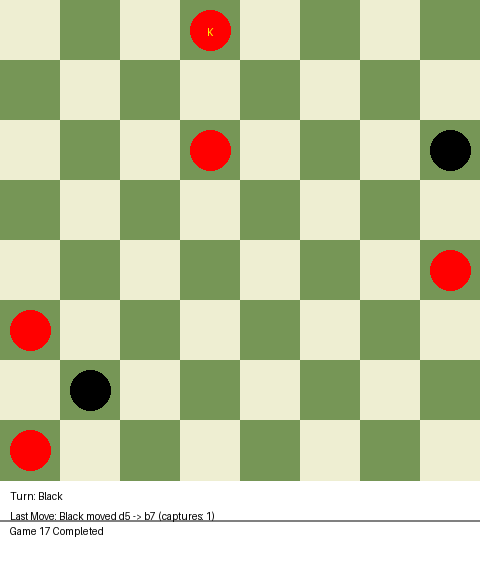 K
Turn: Black
Last Move: Black moved d5 -> b7 (captures: 1)
Game 17 Completed